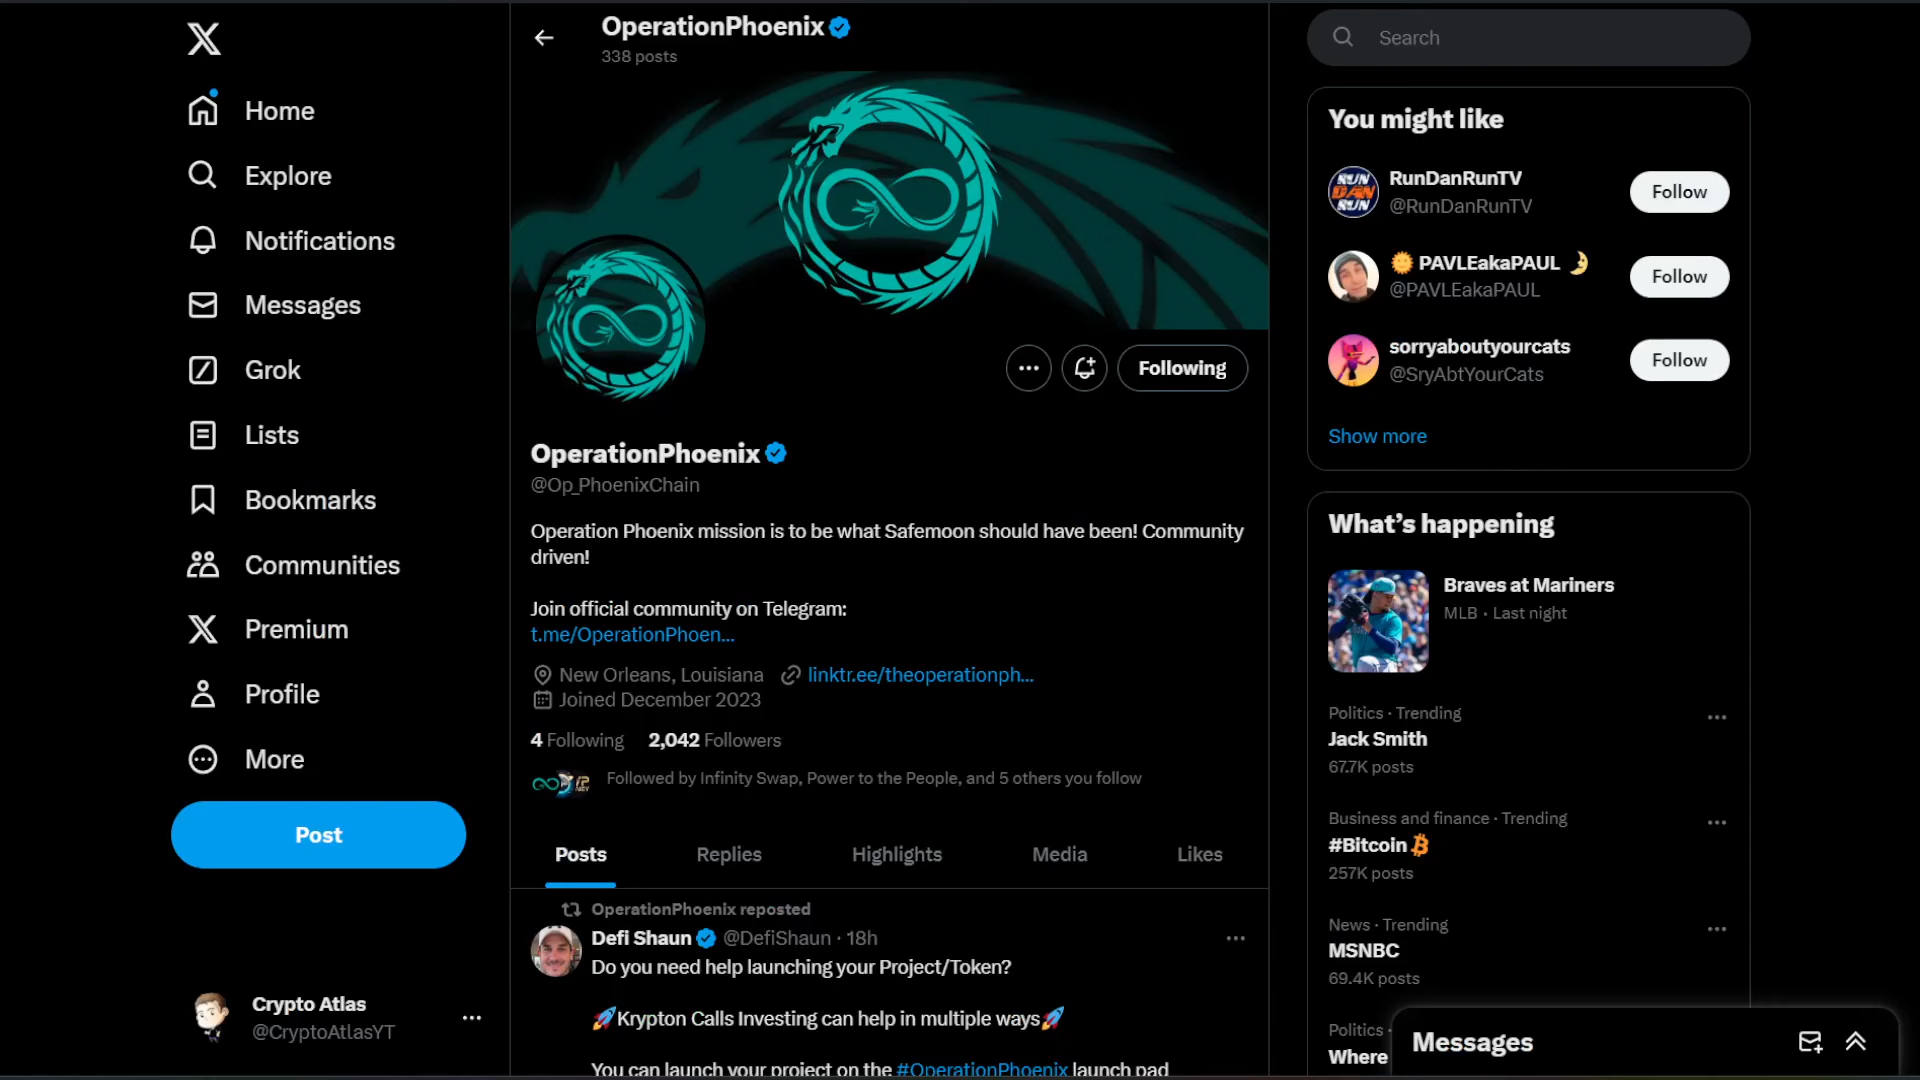 Home
Explore
Notifications
Messages
Grok
Lists
Bookmarks
Communities
Premium
Profile
More
Post
Crypto Atlas
@CryptoAtlasYT
OperationPhoenix
338 posts
Following
OperationPhoenix
@Op_PhoenixChain
Operation Phoenix mission is to be what Safemoon should have been! Community
driven!
Join official community on Telegram:
t.me/OperationPhoen...
New Orleans, Louisiana linktr.ee/theoperationph...
Joined December 2023
4 Following 2,042 Followers
Followed by Infinity Swap, Power to the People, and 5 others you follow
Posts Replies Highlights Media Likes
OperationPhoenix reposted
Defi Shaun @DefiShaun · 18h
Do you need help launching your Project/Token?
🚀Krypton Calls Investing can help in multiple ways🚀
You can launch your project on the #OperationPhoenix launch pad
Search
You might like
RUN DAN RUN
RunDanRunTV
@RunDanRunTV
Follow
🌞 PAVLEakaPAUL 🌛
@PAVLEakaPAUL
Follow
sorryaboutyourcats
@SryAbtYourCats
Follow
Show more
What's happening
Braves at Mariners
MLB · Last night
Politics · Trending
Jack Smith
67.7K posts
Business and finance · Trending
#Bitcoin
257K posts
News · Trending
MSNBC
69.4K posts
Politics ·
Where
Messages